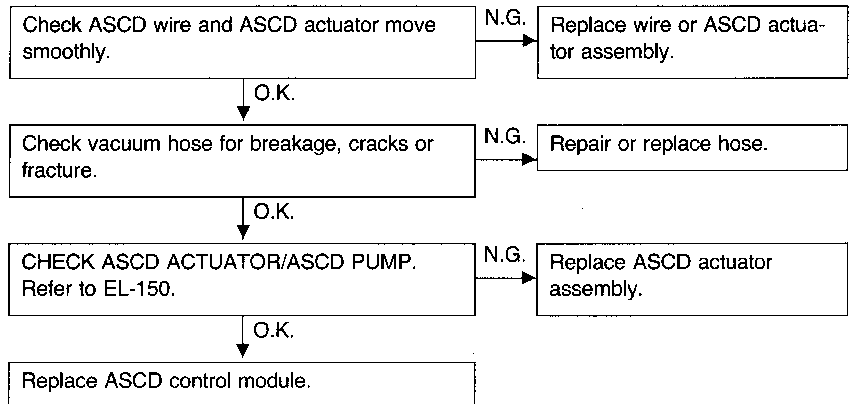 Check ASCD wire and ASCD actuator move
smoothly.
N.G.
Replace wire or ASCD actua-
tor assembly.
O.K.
Check vacuum hose for breakage, cracks or
fracture.
N.G.
Repair or replace hose.
O.K.
CHECK ASCD ACTUATOR/ASCD PUMP.
Refer to EL-150.
N.G.
Replace ASCD actuator
assembly.
O.K.
Replace ASCD control module.